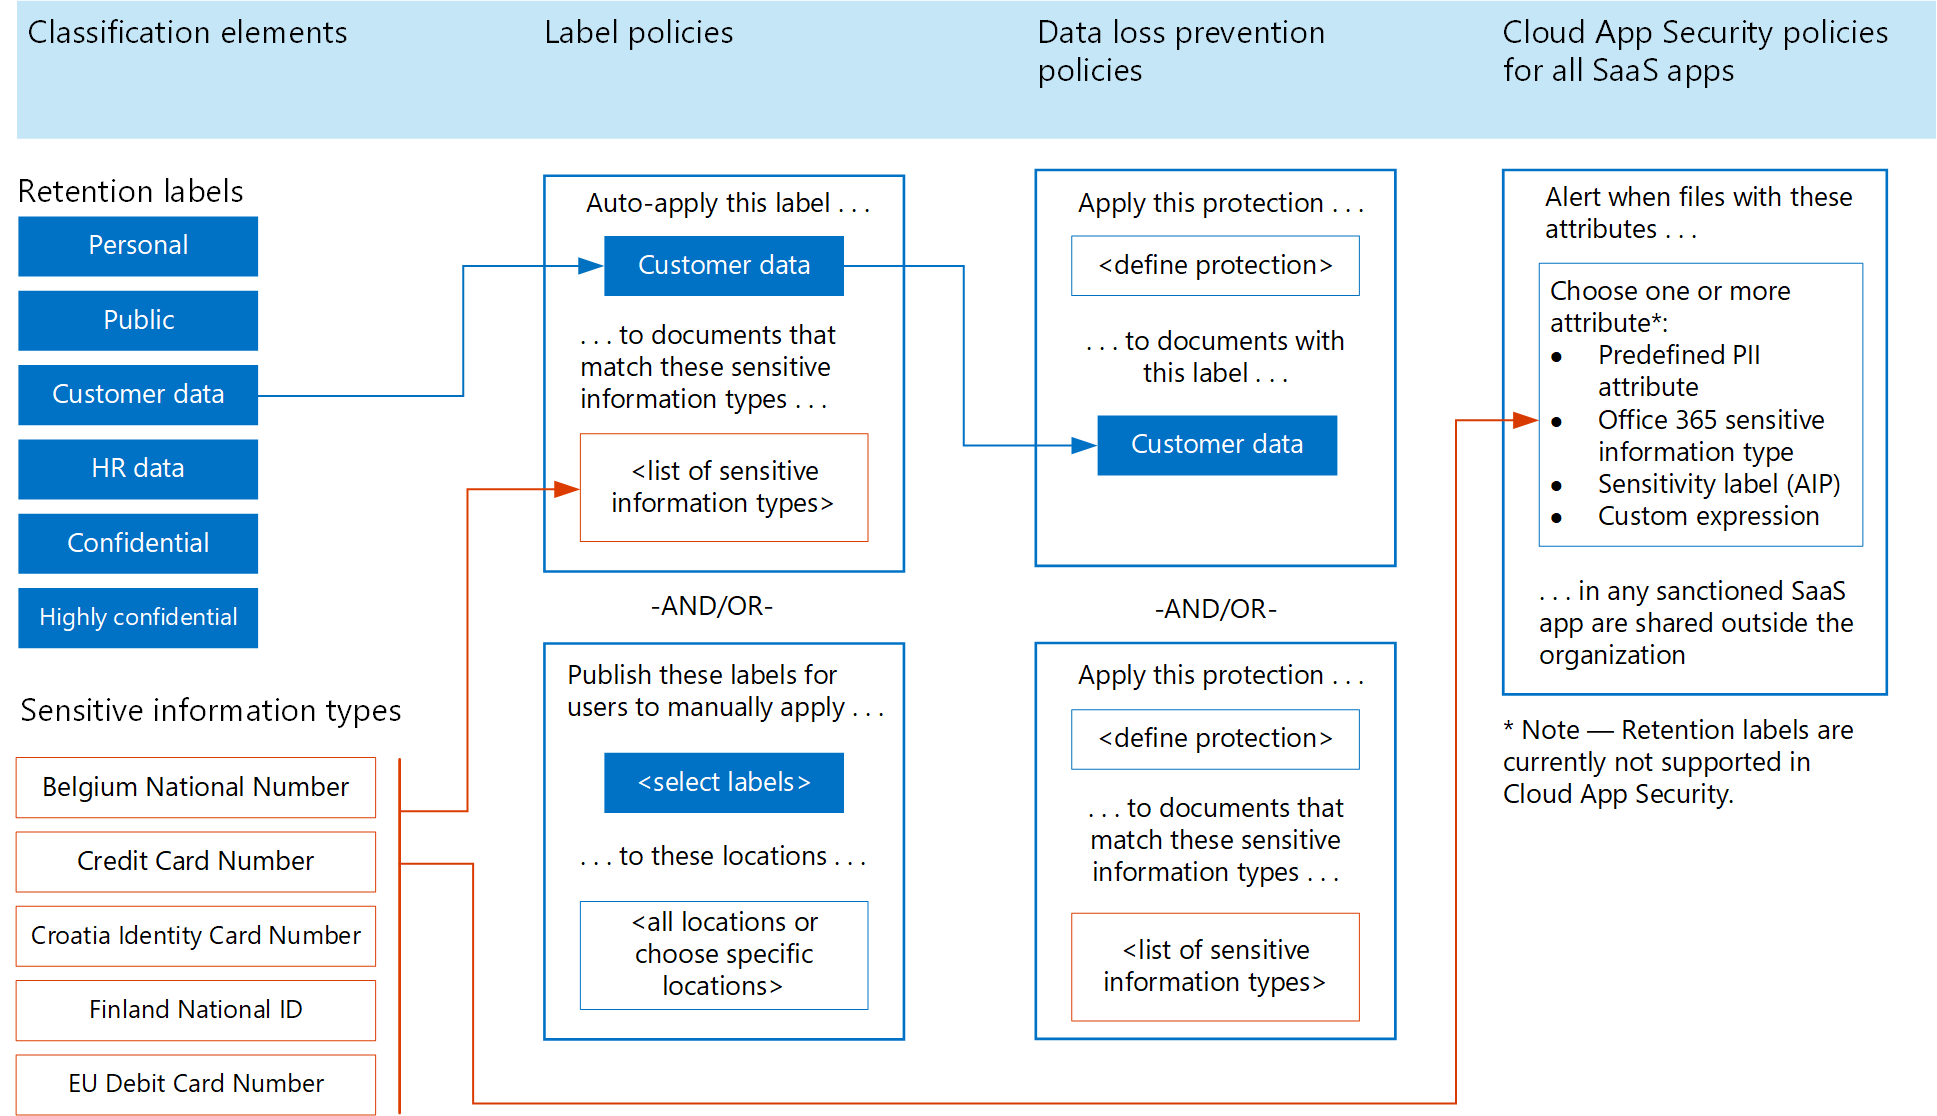 Classification elements
Label policies
Data loss prevention
policies
Cloud App Security policies
for all SaaS apps
Retention labels
Personal
Public
Customer data
HR data
Confidential
Highly confidential
Sensitive information types
Belgium National Number
Credit Card Number
Croatia Identity Card Number
Finland National ID
EU Debit Card Number
Auto-apply this label . . .
Customer data
. . . to documents that
match these sensitive
information types . . .
<list of sensitive
information types>
-AND/OR-
Publish these labels for
users to manually apply . . .
<select labels>
. . . to these locations . . .
<all locations or
choose specific
locations>
Apply this protection . . .
<define protection>
. . . to documents with
this label . . .
Customer data
-AND/OR-
Apply this protection . . .
<define protection>
. . . to documents that
match these sensitive
information types . . .
<list of sensitive
information types>
Alert when files with these
attributes . . .
Choose one or more
attribute*:
● Predefined PII
attribute
● Office 365 sensitive
information type
● Sensitivity label (AIP)
● Custom expression
. . . in any sanctioned SaaS
app are shared outside the
organization
* Note — Retention labels are
currently not supported in
Cloud App Security.